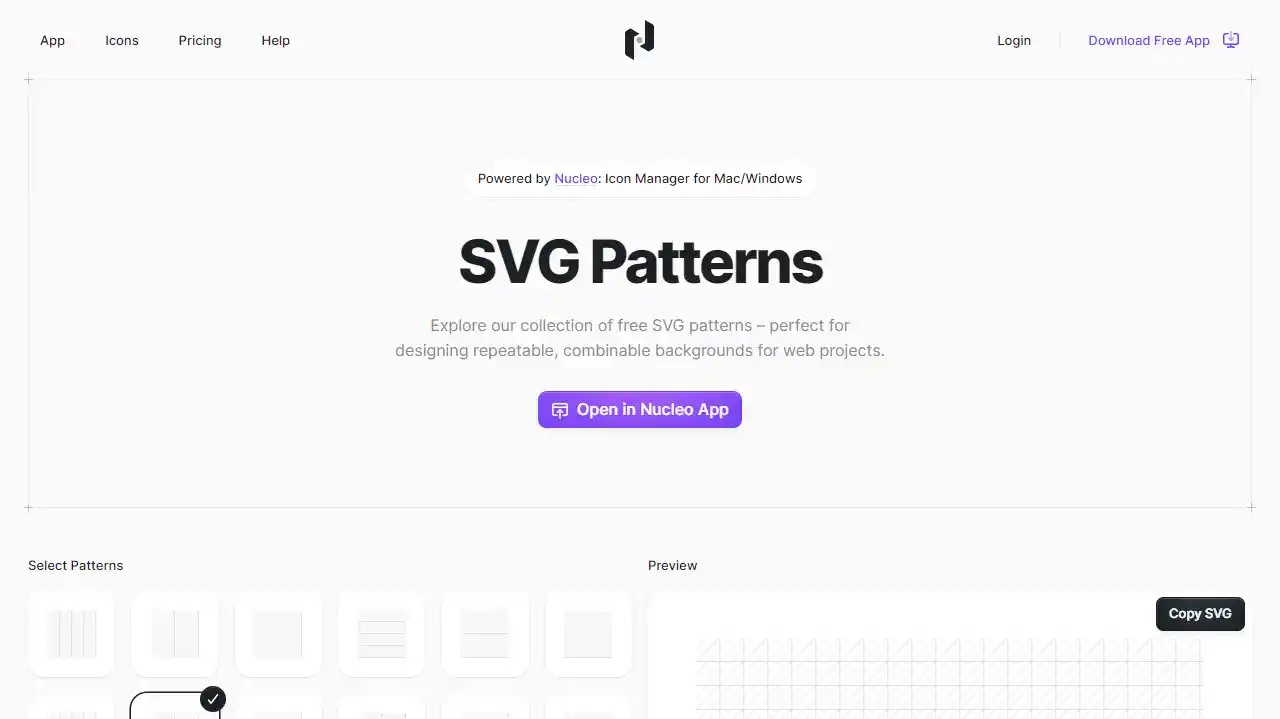 App
Icons
Pricing
Help
Login
Download Free App
Powered by Nucleo: Icon Manager for Mac/Windows
SVG Patterns
Explore our collection of free SVG patterns – perfect for
designing repeatable, combinable backgrounds for web projects.
Open in Nucleo App
Select Patterns
Preview
Copy SVG